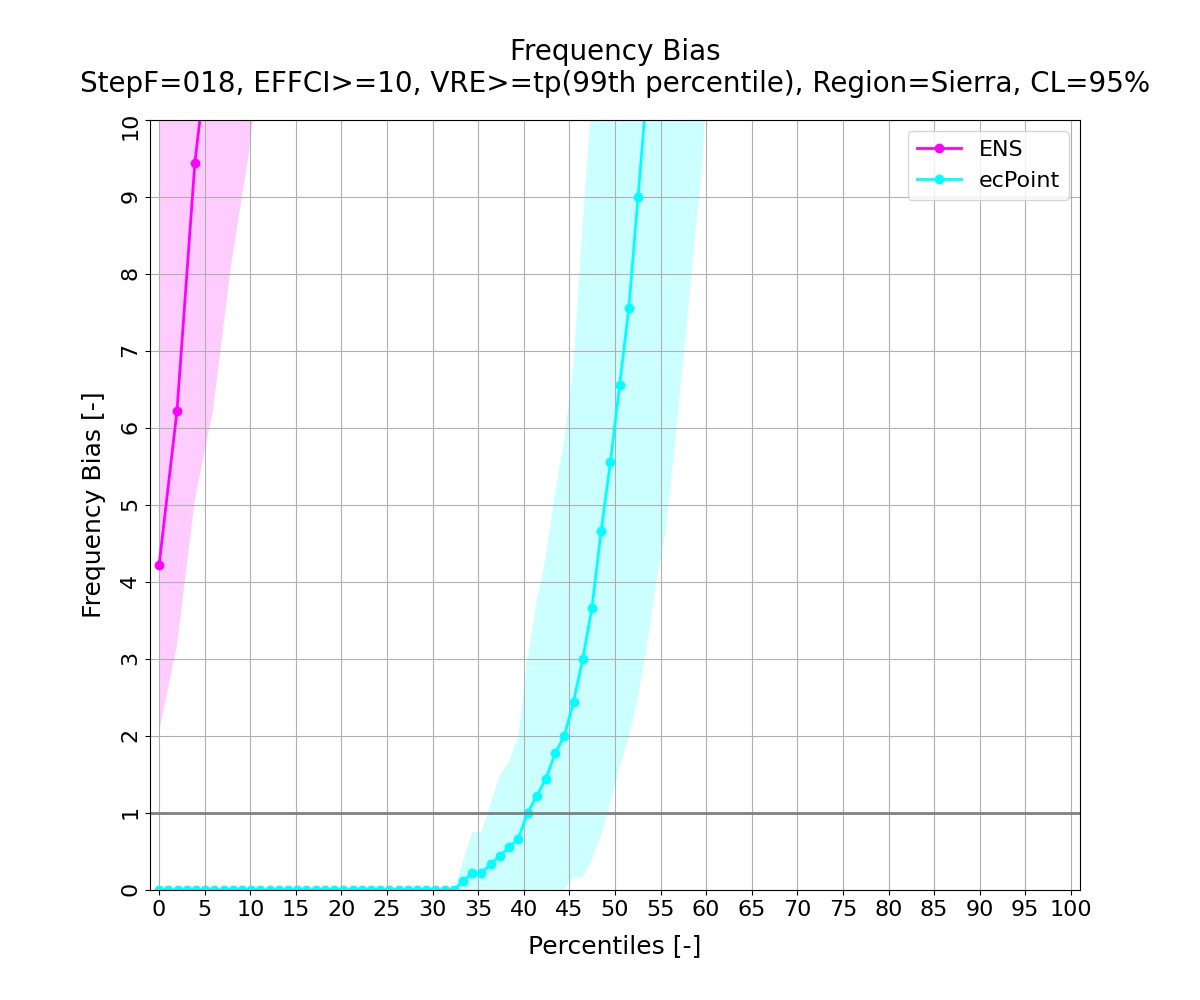 Frequency Bias
StepF=018, EFFCI>=10, VRE>=tp(99th percentile), Region=Sierra, CL=95%
ENS
ecPoint
Frequency Bias [-]
10
9
8
7
6
5
4
3
2
1
0
0 5 10 15 20 25 30 35 40 45 50 55 60 65 70 75 80 85 90 95 100
Percentiles [-]